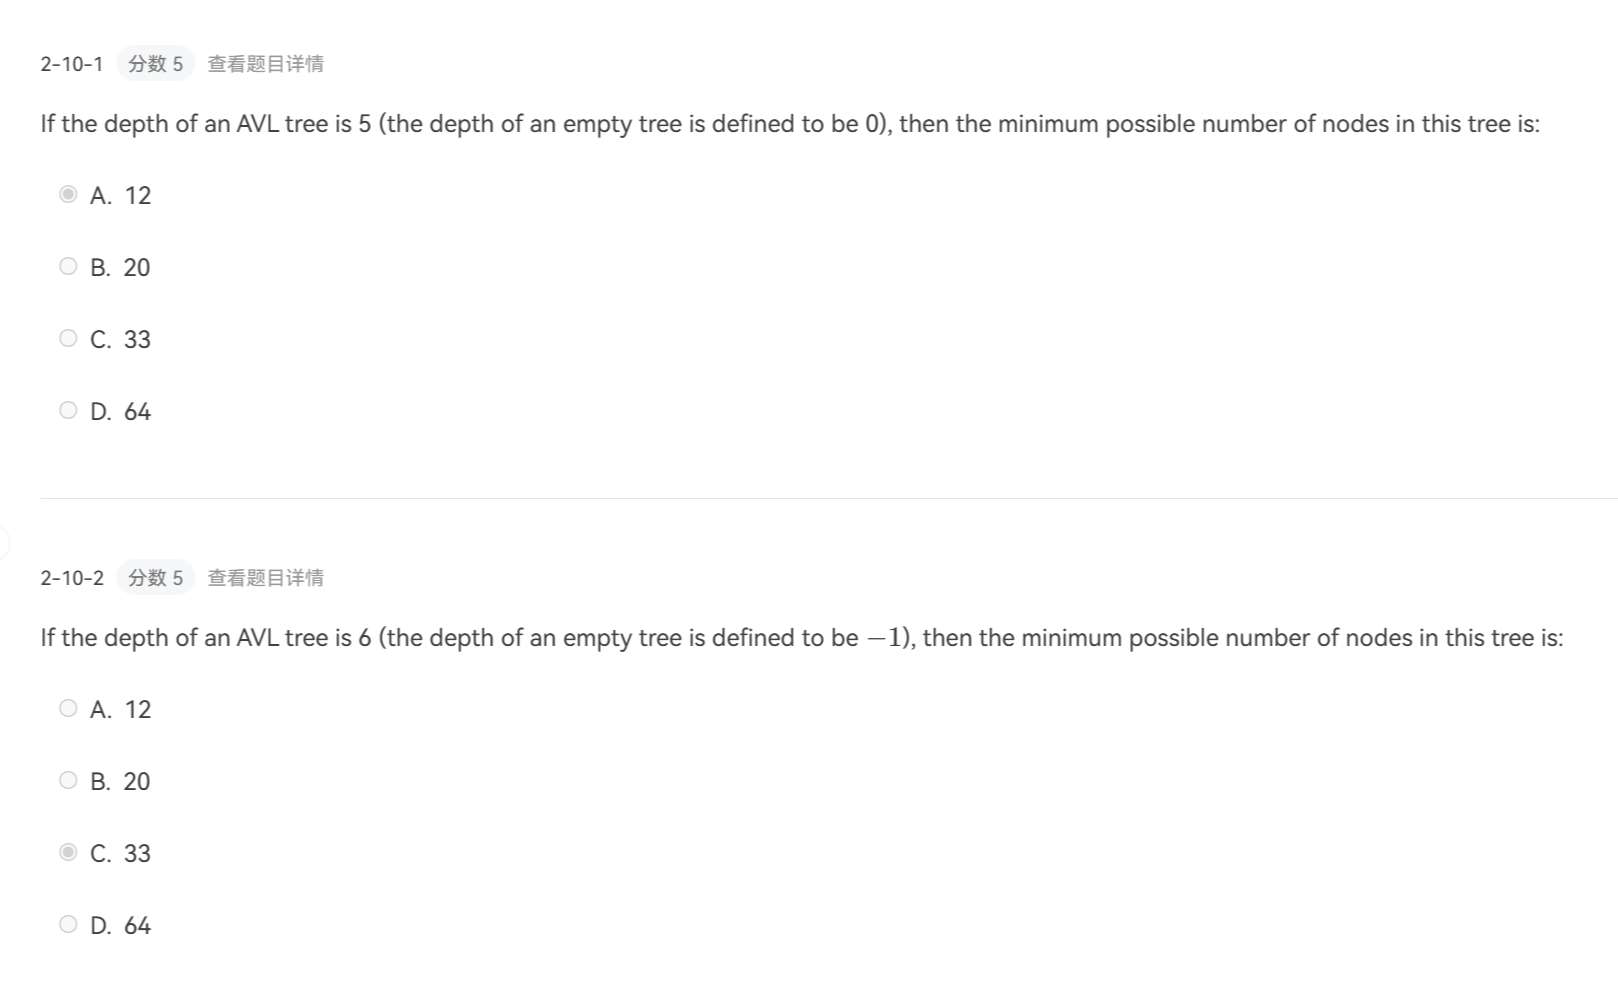 2-10-1 分数 5 查看题目详情
If the depth of an AVL tree is 5 (the depth of an empty tree is defined to be 0), then the minimum possible number of nodes in this tree is:
A. 12
B. 20
C. 33
D. 64
2-10-2 分数 5 查看题目详情
If the depth of an AVL tree is 6 (the depth of an empty tree is defined to be −1), then the minimum possible number of nodes in this tree is:
A. 12
B. 20
C. 33
D. 64